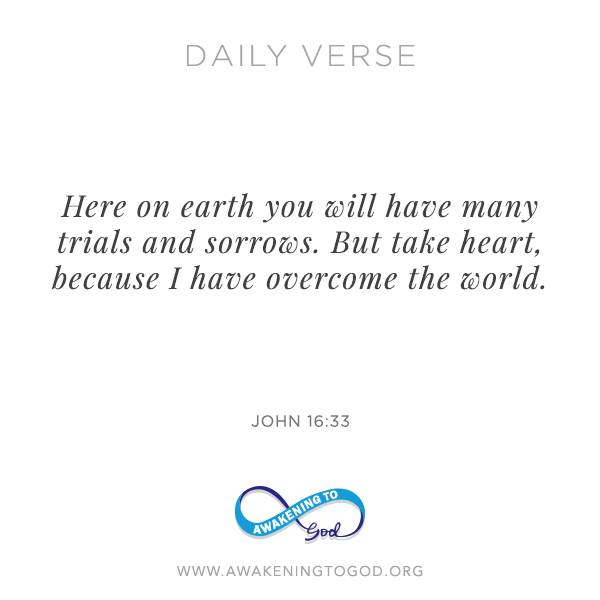 DAILY VERSE
Here on earth you will have many
trials and sorrows. But take heart,
because I have overcome the world.
JOHN 16:33
AWAKENING TO
God
WWW.AWAKENINGTOGOD.ORG